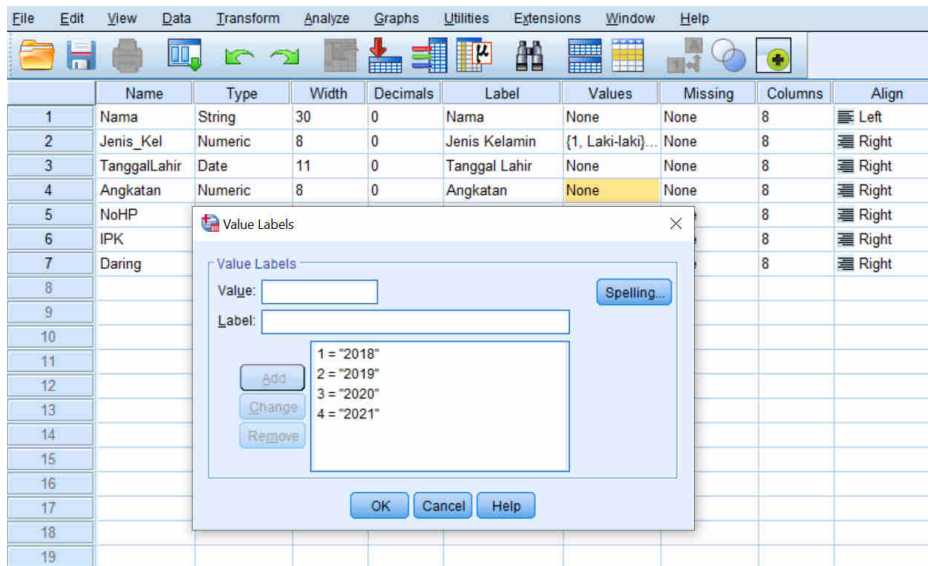 File Edit View Data Transform Analyze Graphs Utilities Extensions Window Help
Name Type Width Decimals Label Values Missing Columns Align
1 Nama String 30 0 Nama None None 8 Left
2 Jenis_Kel Numeric 8 0 Jenis Kelamin {1, Laki-laki}... None 8 Right
3 TanggalLahir Date 11 0 Tanggal Lahir None None 8 Right
4 Angkatan Numeric 8 0 Angkatan None None 8 Right
5 NoHP 8 Right
6 IPK 8 Right
7 Daring 8 Right
8
9
10
11
12
13
14
15
16
17
18
19
Value Labels
Value Labels
Value:
Spelling...
Label:
1 = "2018"
2 = "2019"
3 = "2020"
4 = "2021"
Add
Change
Remove
OK Cancel Help